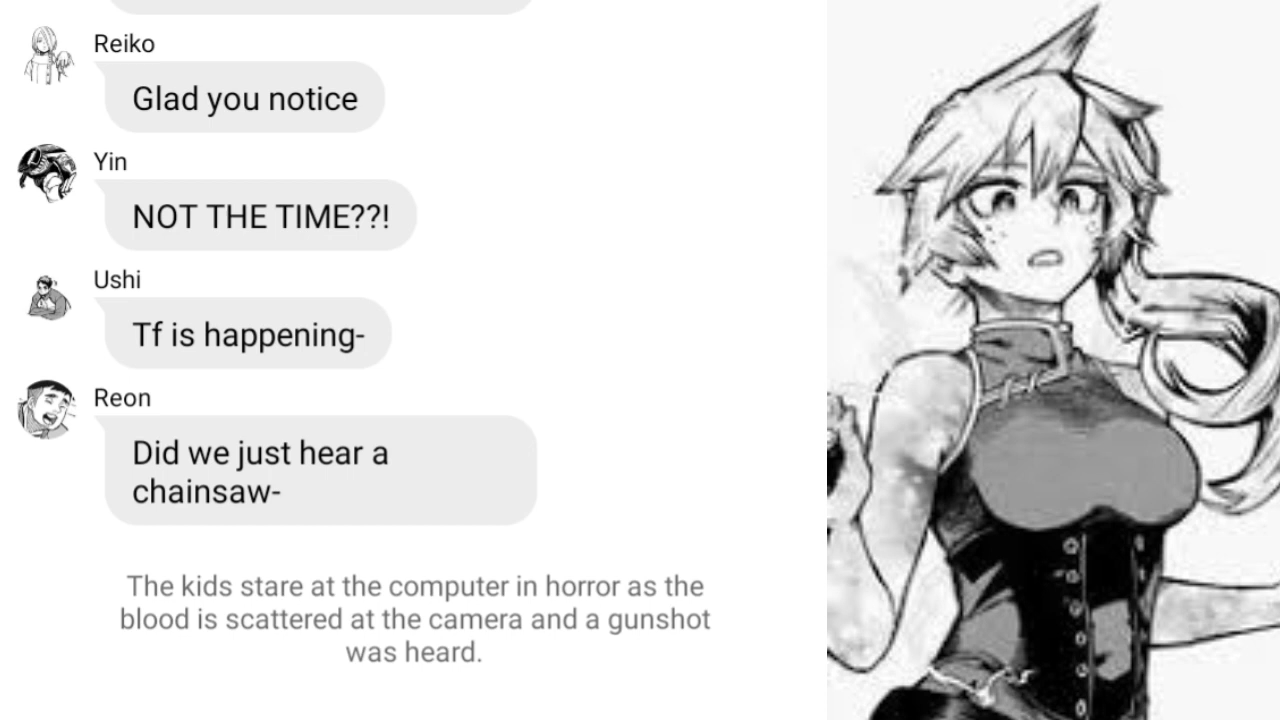 Reiko
Glad you notice
Yin
NOT THE TIME??!
Ushi
Tf is happening-
Reon
Did we just hear a
chainsaw-
The kids stare at the computer in horror as the
blood is scattered at the camera and a gunshot
was heard.